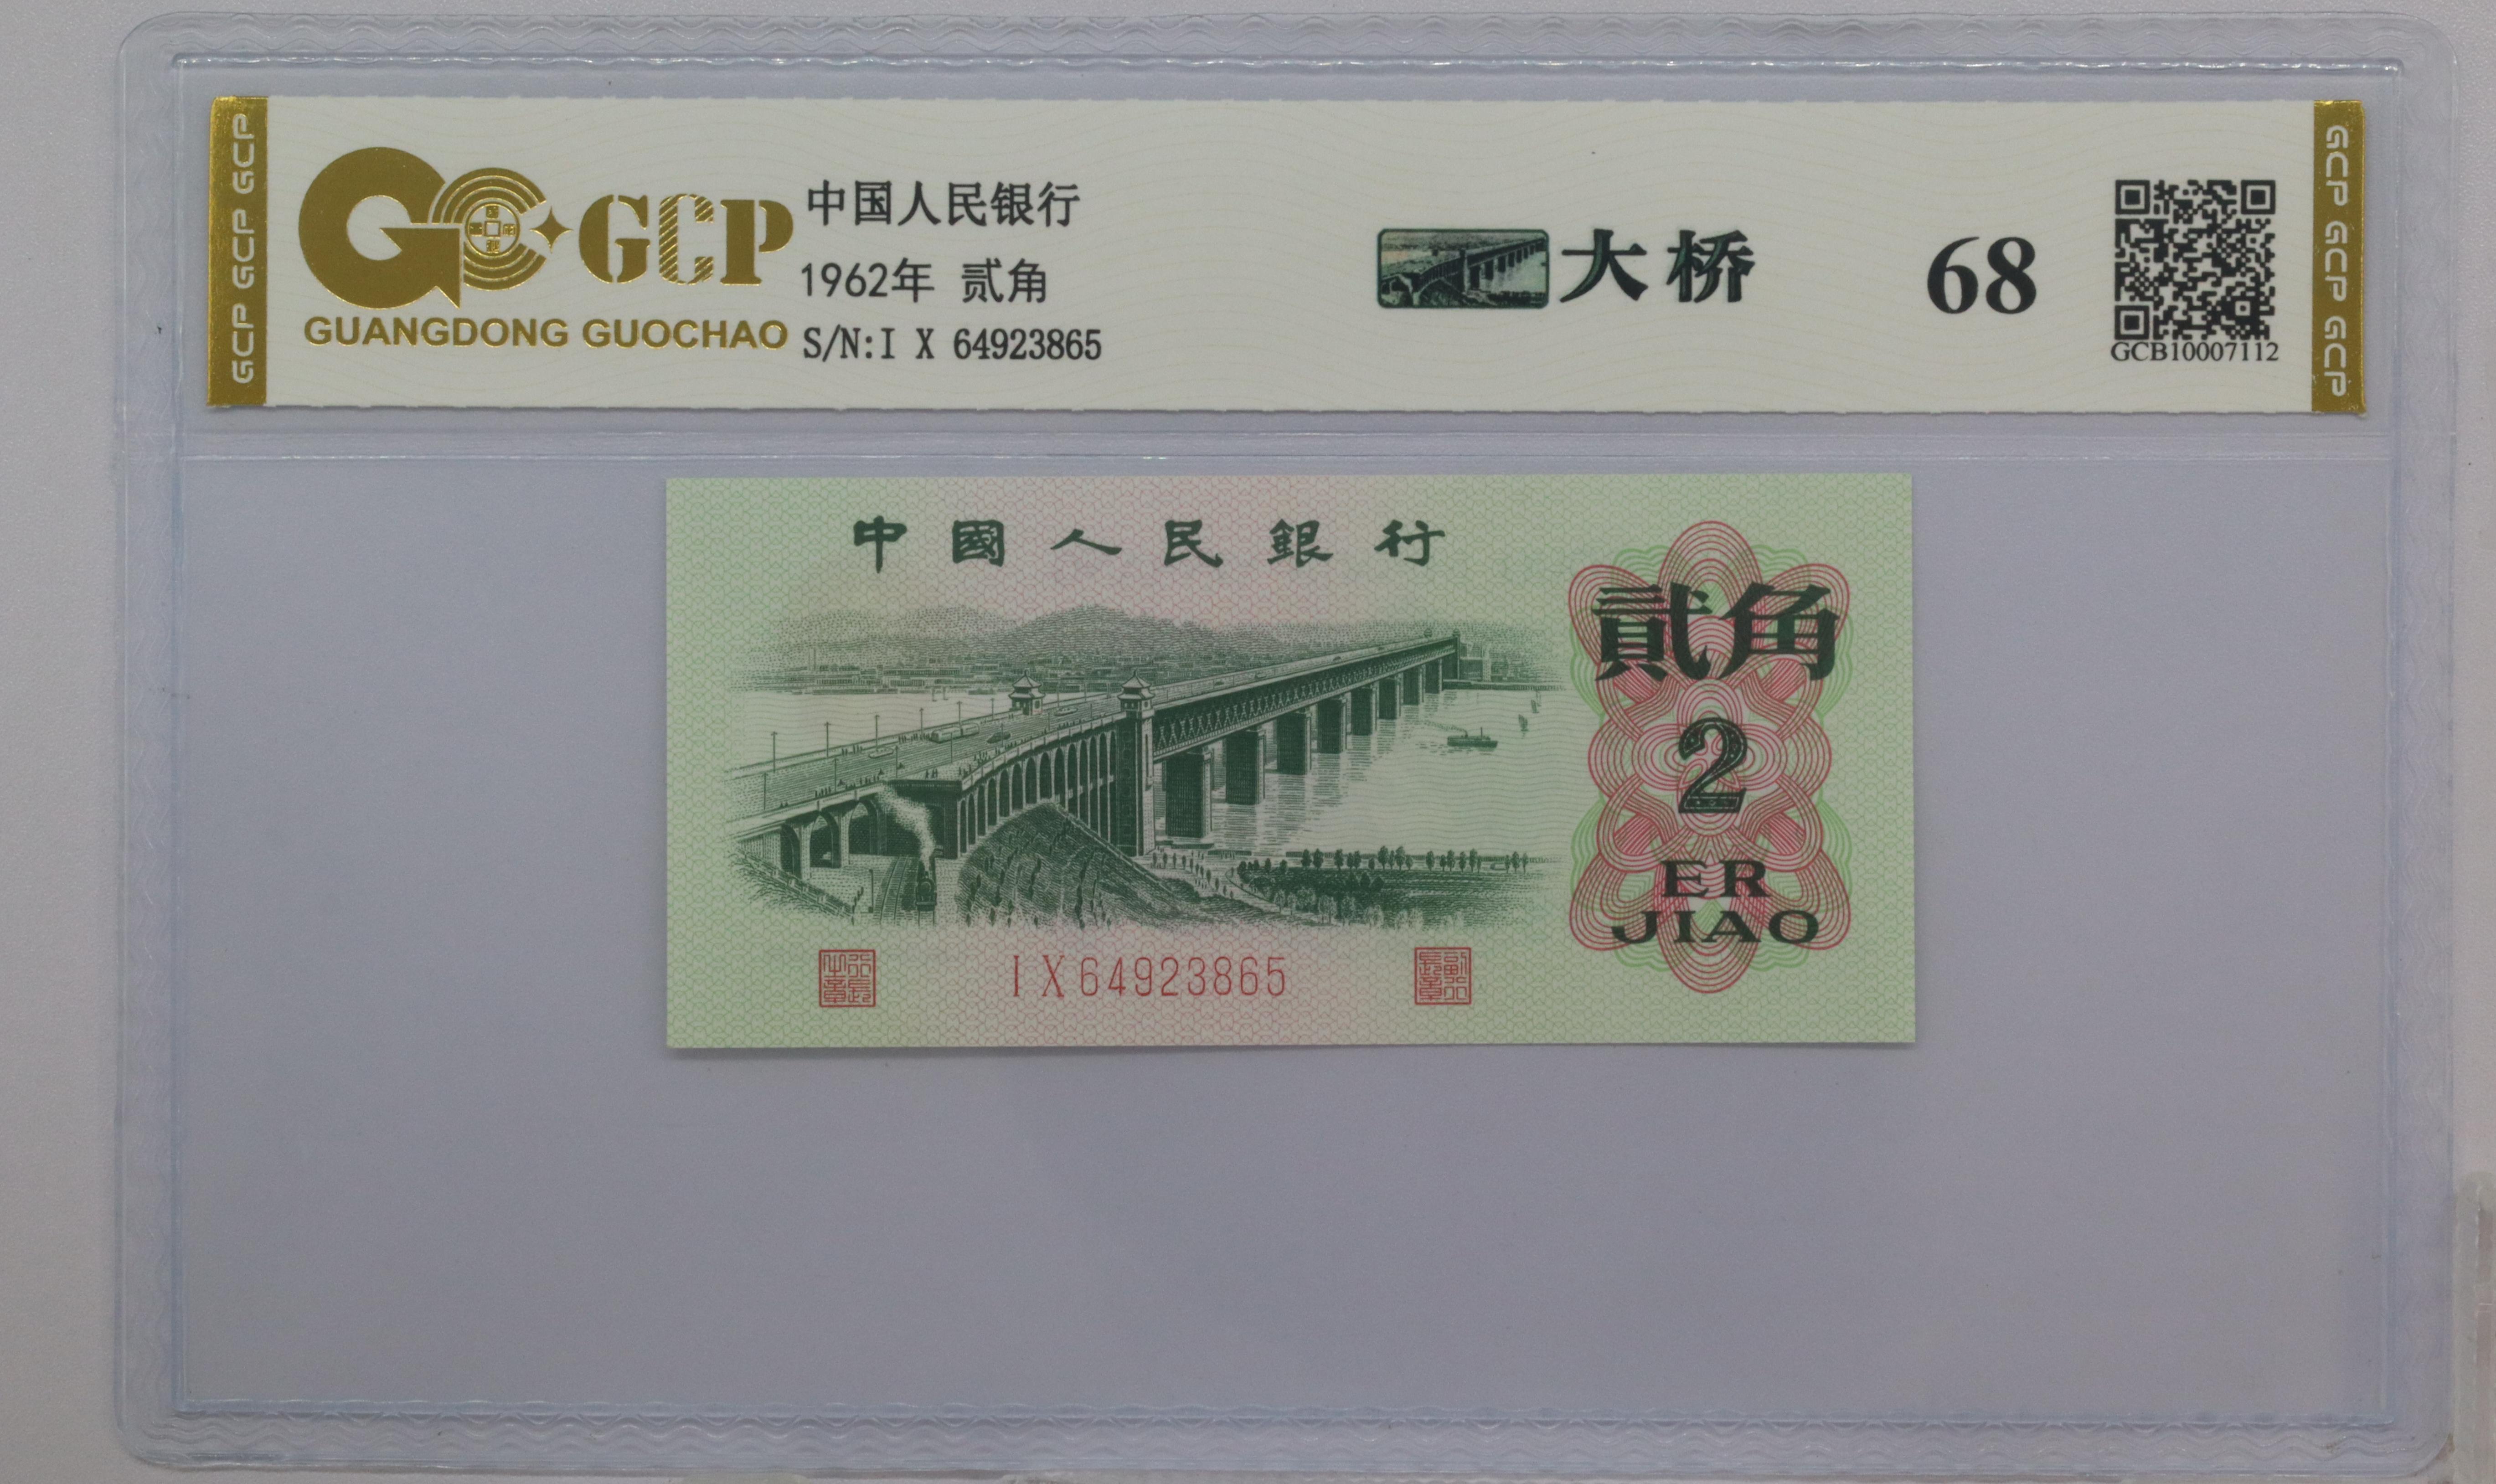 GCP GCP GCP
GCP
GUANGDONG GUOCHAO
中国人民银行
1962年 贰角
S/N:I X 64923865
大桥
68
GCB10007112
GCP GCP GCP
中國人民銀行
貳角
2
ER
JIAO
I X 64923865